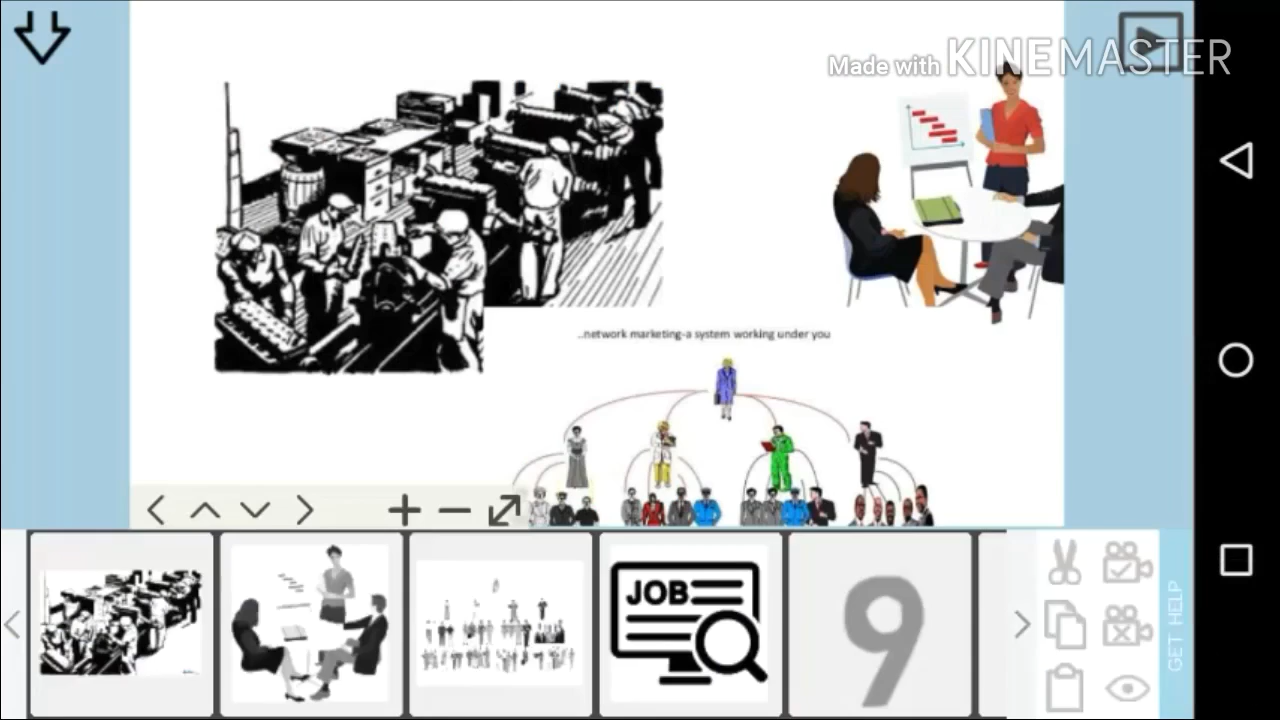 Made with KINEMASTER
..network marketing-a system working under you
JOB
9
GET HELP